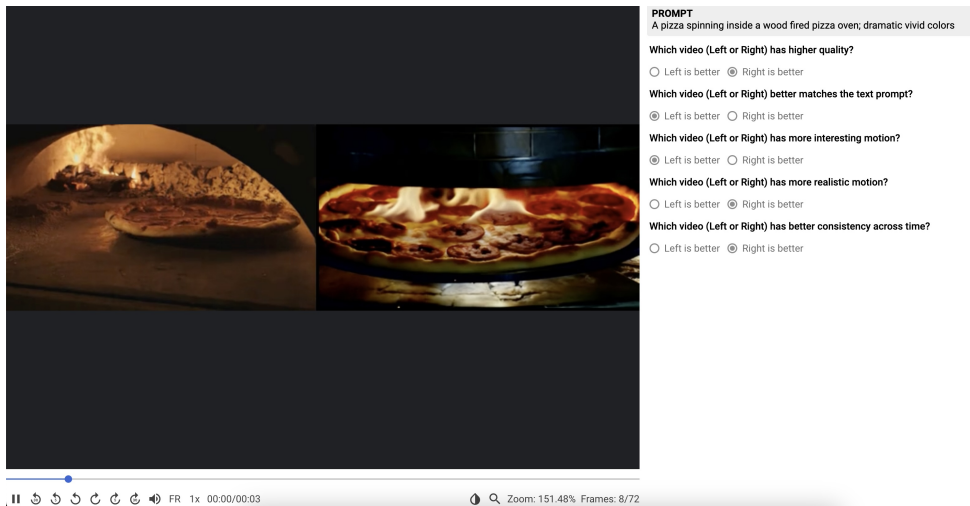 PROMPT
A pizza spinning inside a wood fired pizza oven; dramatic vivid colors
Which video (Left or Right) has higher quality?
Left is better Right is better
Which video (Left or Right) better matches the text prompt?
Left is better Right is better
Which video (Left or Right) has more interesting motion?
Left is better Right is better
Which video (Left or Right) has more realistic motion?
Left is better Right is better
Which video (Left or Right) has better consistency across time?
Left is better Right is better
FR 1x 00:00/00:03 Zoom: 151.48% Frames: 8/72